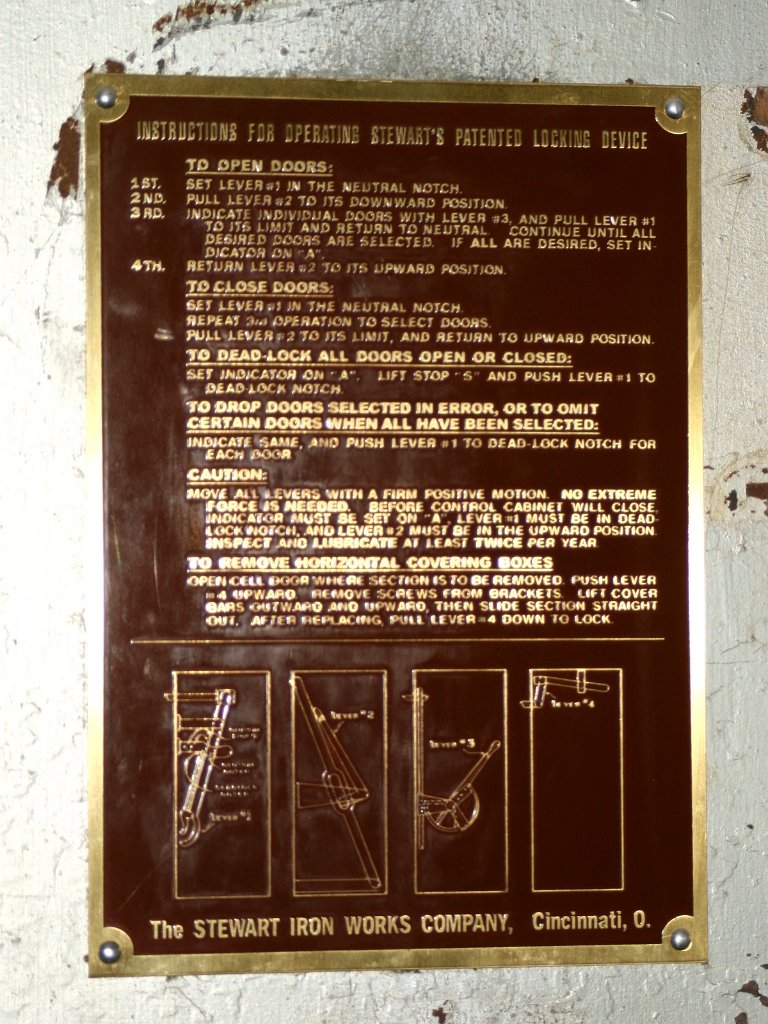 INSTRUCTIONS FOR OPERATING STEWART'S PATENTED LOCKING DEVICE
TO OPEN DOORS:
1ST. SET LEVER #1 IN THE NEUTRAL NOTCH.
2ND. PULL LEVER #2 TO ITS DOWNWARD POSITION.
3RD. INDICATE INDIVIDUAL DOORS WITH LEVER #3, AND PULL LEVER #1
TO ITS LIMIT AND RETURN TO NEUTRAL CONTINUE UNTIL ALL
DESIRED DOORS ARE SELECTED. IF ALL ARE DESIRED, SET IN-
DICATOR ON "A".
4TH. RETURN LEVER #2 TO ITS UPWARD POSITION.
TO CLOSE DOORS:
SET LEVER #1 IN THE NEUTRAL NOTCH.
REPEAT 3rd OPERATION TO SELECT DOORS.
PULL LEVER #2 TO ITS LIMIT, AND RETURN TO UPWARD POSITION.
TO DEAD-LOCK ALL DOORS OPEN OR CLOSED:
SET INDICATOR ON "A". LIFT STOP "S" AND PUSH LEVER #1 TO
DEAD-LOCK NOTCH.
TO DROP DOORS SELECTED IN ERROR, OR TO OMIT
CERTAIN DOORS WHEN ALL HAVE BEEN SELECTED:
INDICATE SAME, AND PUSH LEVER #1 TO DEAD-LOCK NOTCH FOR
EACH DOOR
CAUTION:
MOVE ALL LEVERS WITH A FIRM POSITIVE MOTION. NO EXTREME
FORCE IS NEEDED. BEFORE CONTROL CABINET WILL CLOSE,
INDICATOR MUST BE SET ON "A", LEVER #1 MUST BE IN DEAD-
LOCK NOTCH, AND LEVER #2 MUST BE IN THE UPWARD POSITION.
INSPECT AND LUBRICATE AT LEAST TWICE PER YEAR
TO REMOVE HORIZONTAL COVERING BOXES
OPEN CELL DOOR WHERE SECTION IS TO BE REMOVED. PUSH LEVER
#4 UPWARD. REMOVE SCREWS FROM BRACKETS. LIFT COVER
BARS OUTWARD AND UPWARD, THEN SLIDE SECTION STRAIGHT
OUT. AFTER REPLACING, PULL LEVER #4 DOWN TO LOCK.
LEVER #1
LEVER #2
LEVER #3
LEVER #4
The STEWART IRON WORKS COMPANY, Cincinnati, O.